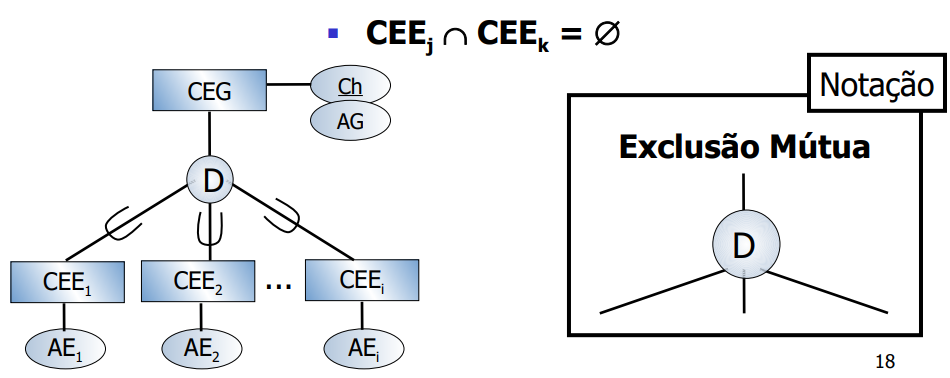 ▪ CEEj ∩ CEEk = ∅
CEG
Ch
AG
D
CEE1
CEE2
...
CEEi
AE1
AE2
AEi
Notação
Exclusão Mútua
D
18